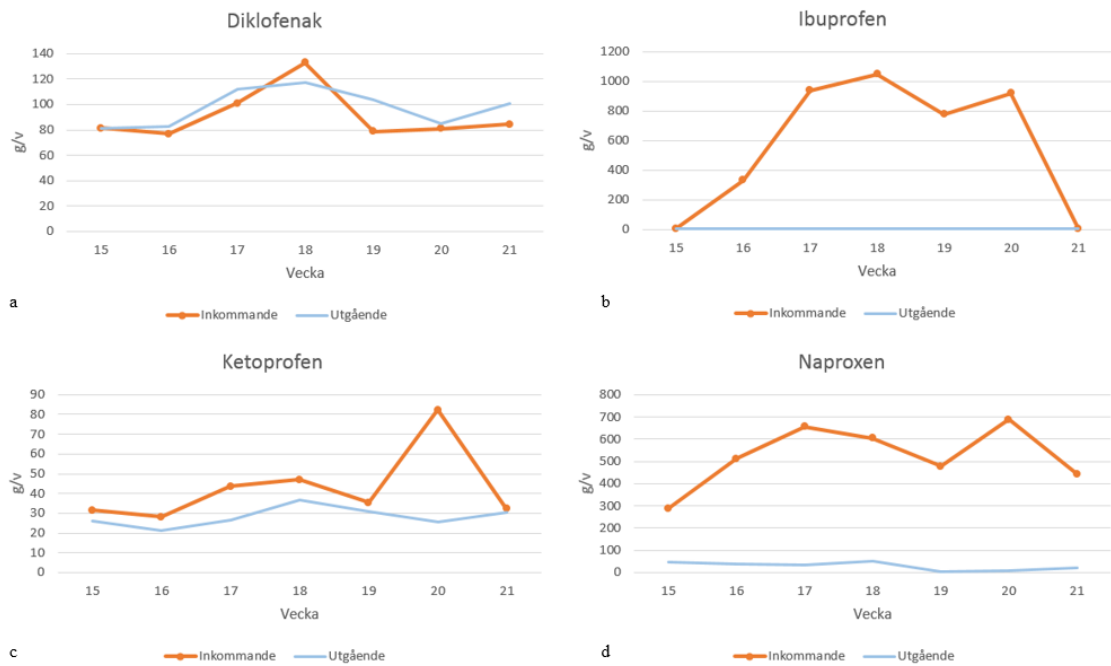 Diklofenak
140
120
100
80
60
40
20
0
g/v
15 16 17 18 19 20 21
Vecka
a
Inkommande Utgående
Ibuprofen
1200
1000
800
600
400
200
0
g/v
15 16 17 18 19 20 21
Vecka
b
Inkommande Utgående
Ketoprofen
90
80
70
60
50
40
30
20
10
0
g/v
15 16 17 18 19 20 21
Vecka
c
Inkommande Utgående
Naproxen
800
700
600
500
400
300
200
100
0
g/v
15 16 17 18 19 20 21
Vecka
d
Inkommande Utgående